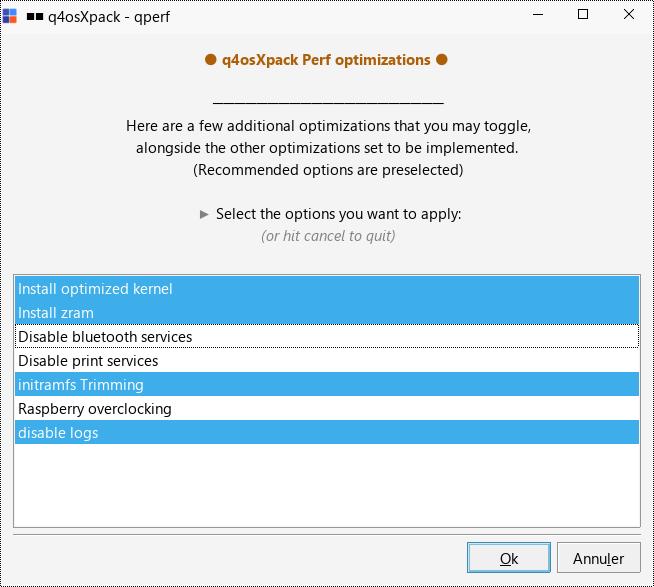 q4osXpack - qperf
q4osXpack Perf optimizations
Here are a few additional optimizations that you may toggle,
alongside the other optimizations set to be implemented.
(Recommended options are preselected)
Select the options you want to apply:
(or hit cancel to quit)
Install optimized kernel
Install zram
Disable bluetooth services
Disable print services
initramfs Trimming
Raspberry overclocking
disable logs
Ok
Annuler